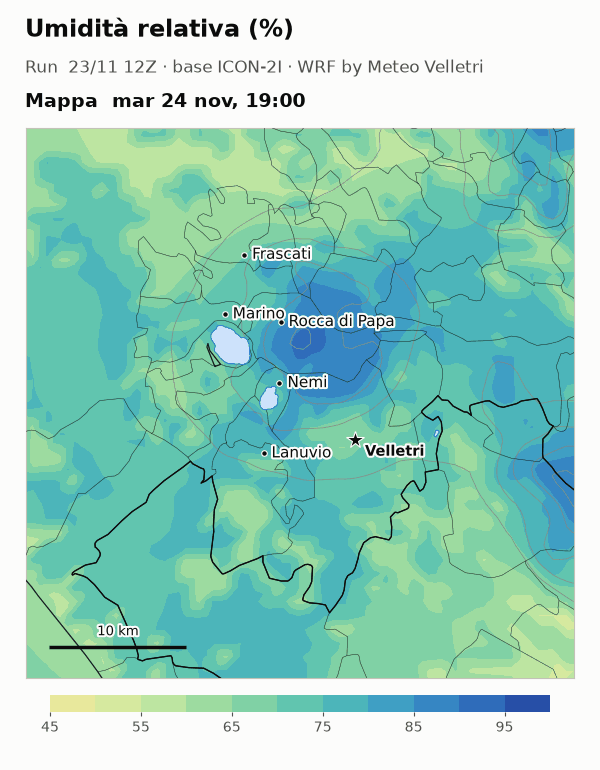 Umidità relativa (%)
Run  23/11 12Z · base ICON-2I · WRF by Meteo Velletri
Mappa  mar 24 nov, 19:00
Frascati
Marino
Rocca di Papa
Nemi
Velletri
Lanuvio
10 km
45 55 65 75 85 95